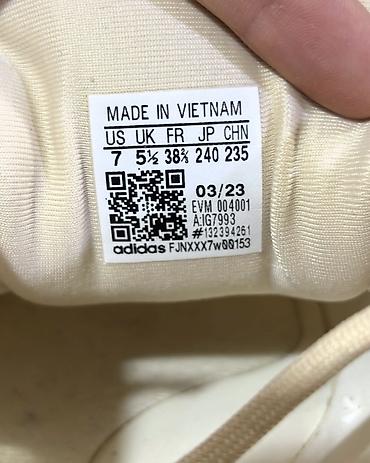 MADE IN VIETNAM
US UK FR JP CHN
7 5½ 38⅔ 240 235
03/23
EVM 004001
A:IG7993
#132394261
adidas FJNXXX7w00153